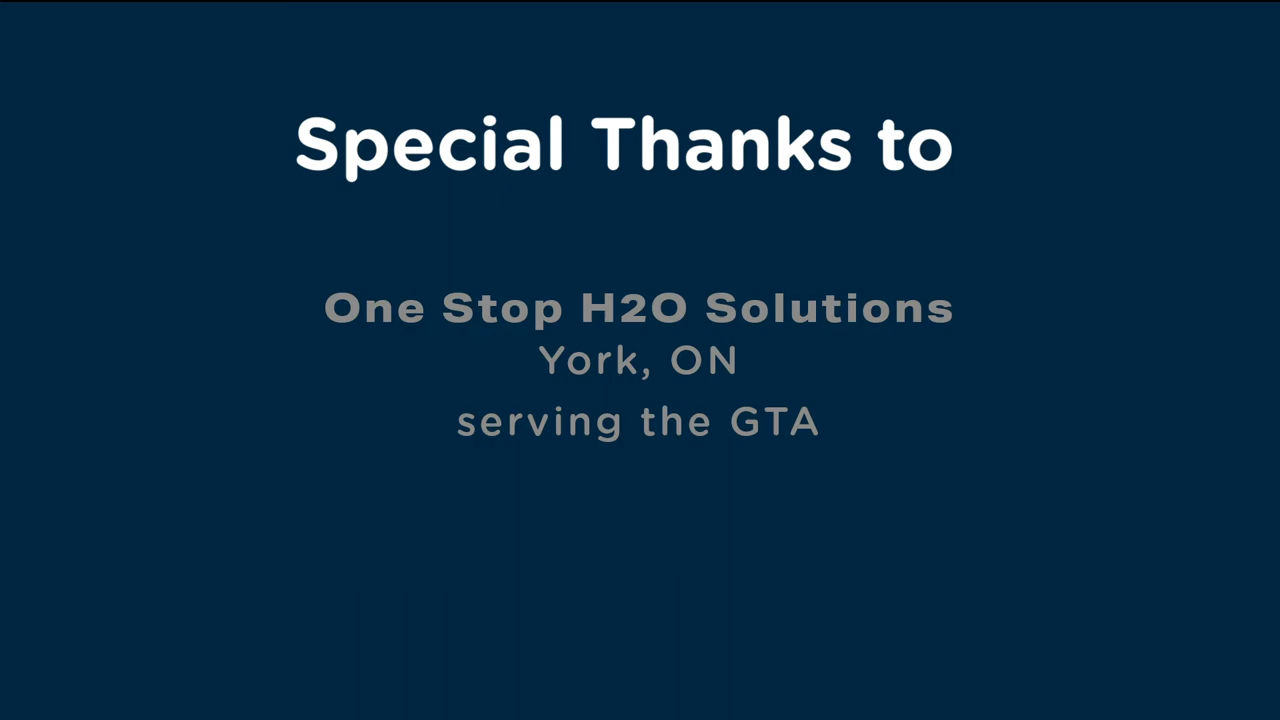 Special Thanks to
One Stop H2O Solutions
York, ON
serving the GTA